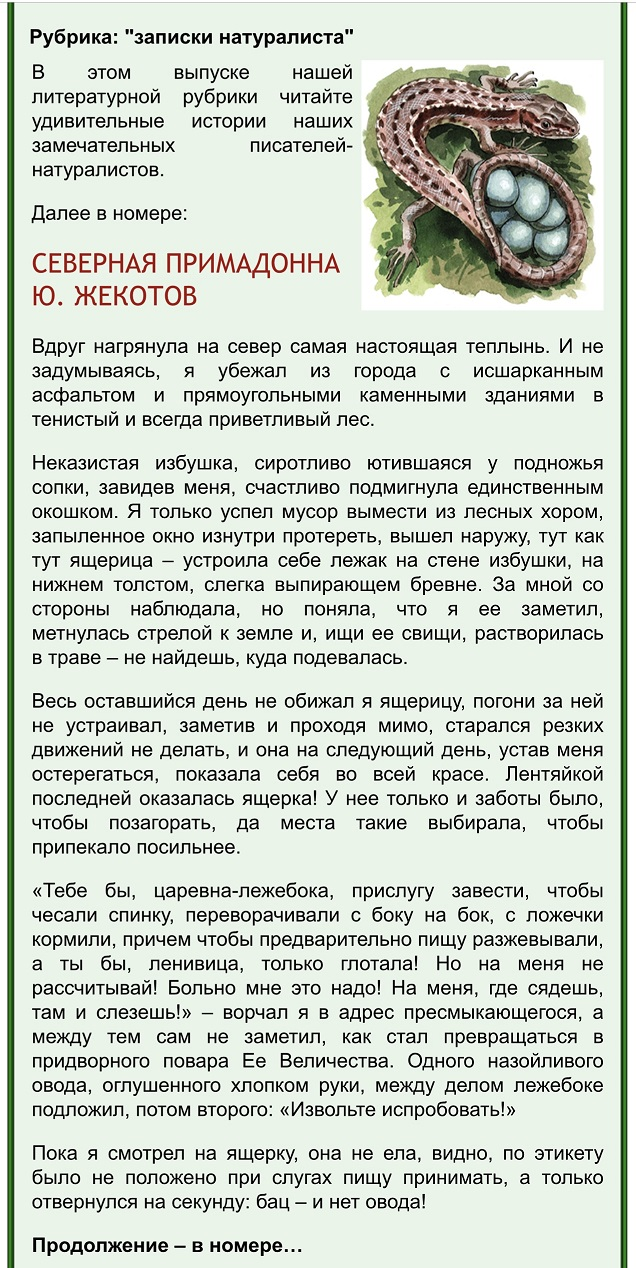 Рубрика: "записки натуралиста"
В этом выпуске нашей
литературной рубрики читайте
удивительные истории наших
замечательных писателей-
натуралистов.
Далее в номере:
СЕВЕРНАЯ ПРИМАДОННА
Ю. ЖЕКОТОВ
Вдруг нагрянула на север самая настоящая теплынь. И не
задумываясь, я убежал из города с исшарканным
асфальтом и прямоугольными каменными зданиями в
тенистый и всегда приветливый лес.
Неказистая избушка, сиротливо ютившаяся у подножья
сопки, завидев меня, счастливо подмигнула единственным
окошком. Я только успел мусор вымести из лесных хором,
запыленное окно изнутри протереть, вышел наружу, тут как
тут ящерица – устроила себе лежак на стене избушки, на
нижнем толстом, слегка выпирающем бревне. За мной со
стороны наблюдала, но поняла, что я ее заметил,
метнулась стрелой к земле и, ищи ее свищи, растворилась
в траве – не найдешь, куда подевалась.
Весь оставшийся день не обижал я ящерицу, погони за ней
не устраивал, заметив и проходя мимо, старался резких
движений не делать, и она на следующий день, устав меня
остерегаться, показала себя во всей красе. Лентяйкой
последней оказалась ящерка! У нее только и заботы было,
чтобы позагорать, да места такие выбирала, чтобы
припекало посильнее.
«Тебе бы, царевна-лежебока, прислугу завести, чтобы
чесали спинку, переворачивали с боку на бок, с ложечки
кормили, причем чтобы предварительно пищу разжевывали,
а ты бы, ленивица, только глотала! Но на меня не
рассчитывай! Больно мне это надо! На меня, где сядешь,
там и слезешь!» – ворчал я в адрес пресмыкающегося, а
между тем сам не заметил, как стал превращаться в
придворного повара Ее Величества. Одного назойливого
овода, оглушенного хлопком руки, между делом лежебоке
подложил, потом второго: «Извольте испробовать!»
Пока я смотрел на ящерку, она не ела, видно, по этикету
было не положено при слугах пищу принимать, а только
отвернулся на секунду: бац – и нет овода!
Продолжение – в номере…